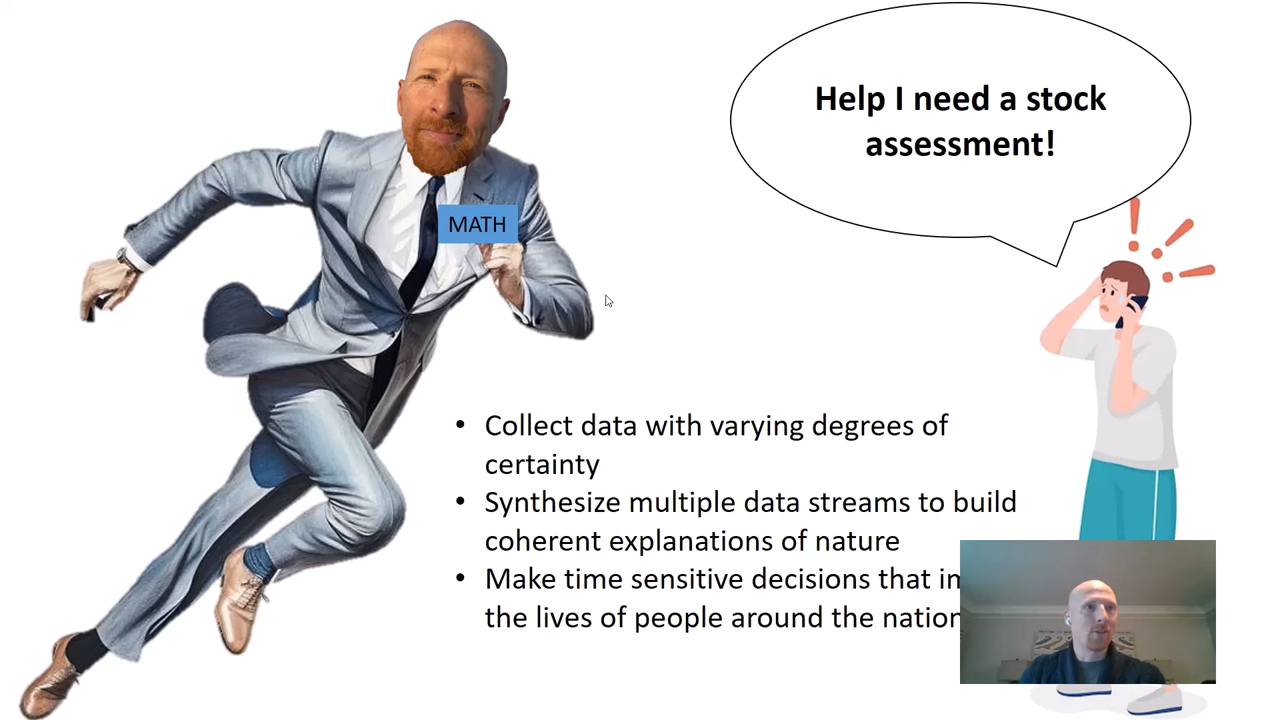 Help I need a stock
assessment!
MATH
• Collect data with varying degrees of
certainty
• Synthesize multiple data streams to build
coherent explanations of nature
• Make time sensitive decisions that
the lives of people around the nation